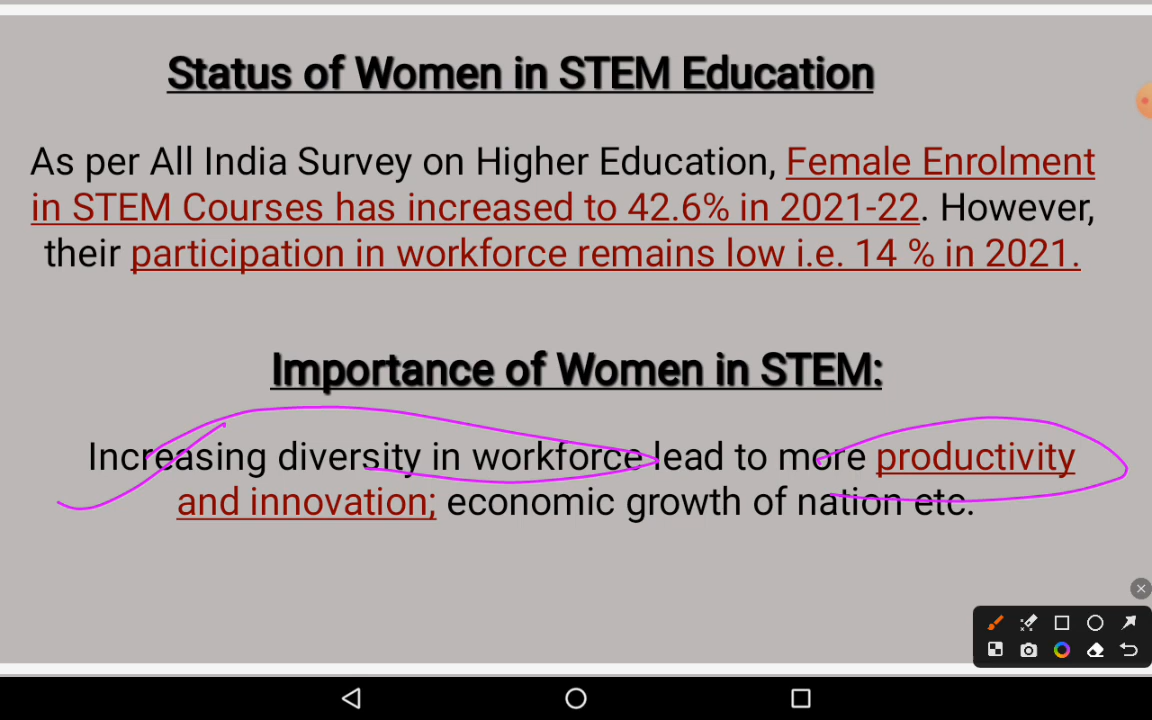 Status of Women in STEM Education
As per All India Survey on Higher Education, Female Enrolment
in STEM Courses has increased to 42.6% in 2021-22. However,
their participation in workforce remains low i.e. 14 % in 2021.
Importance of Women in STEM:
Increasing diversity in workforce lead to more productivity
and innovation; economic growth of nation etc.